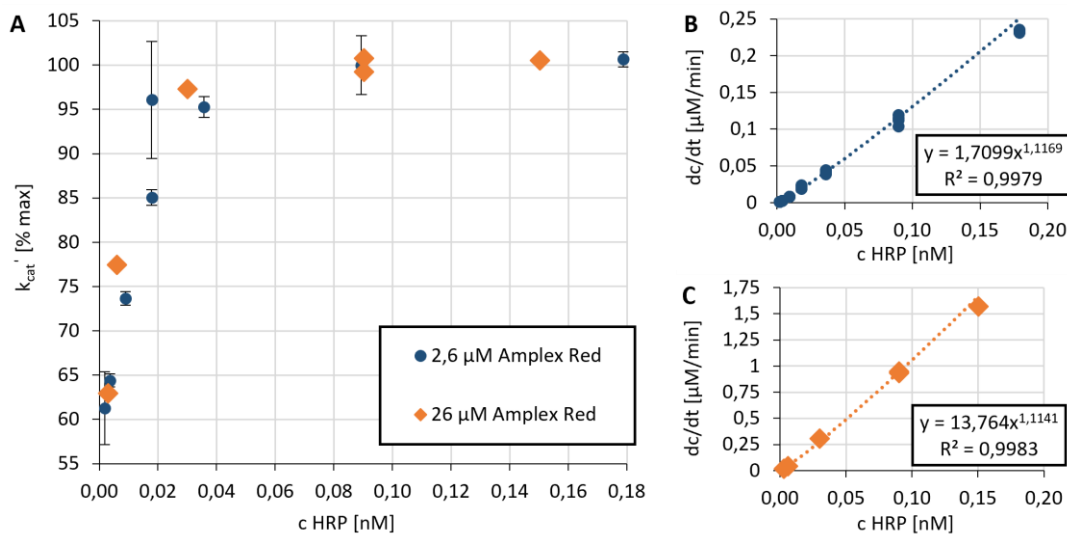 A
k_cat' [% max]
105
100
95
90
85
80
75
70
65
60
55
0,00 0,02 0,04 0,06 0,08 0,10 0,12 0,14 0,16 0,18
c HRP [nM]
2,6 µM Amplex Red
26 µM Amplex Red
B
dc/dt [µM/min]
0,25
0,2
0,15
0,1
0,05
0
0,00 0,05 0,10 0,15 0,20
c HRP [nM]
y = 1,7099x^1,1169
R² = 0,9979
C
dc/dt [µM/min]
1,75
1,5
1,25
1
0,75
0,5
0,25
0
0,00 0,05 0,10 0,15 0,20
c HRP [nM]
y = 13,764x^1,1141
R² = 0,9983